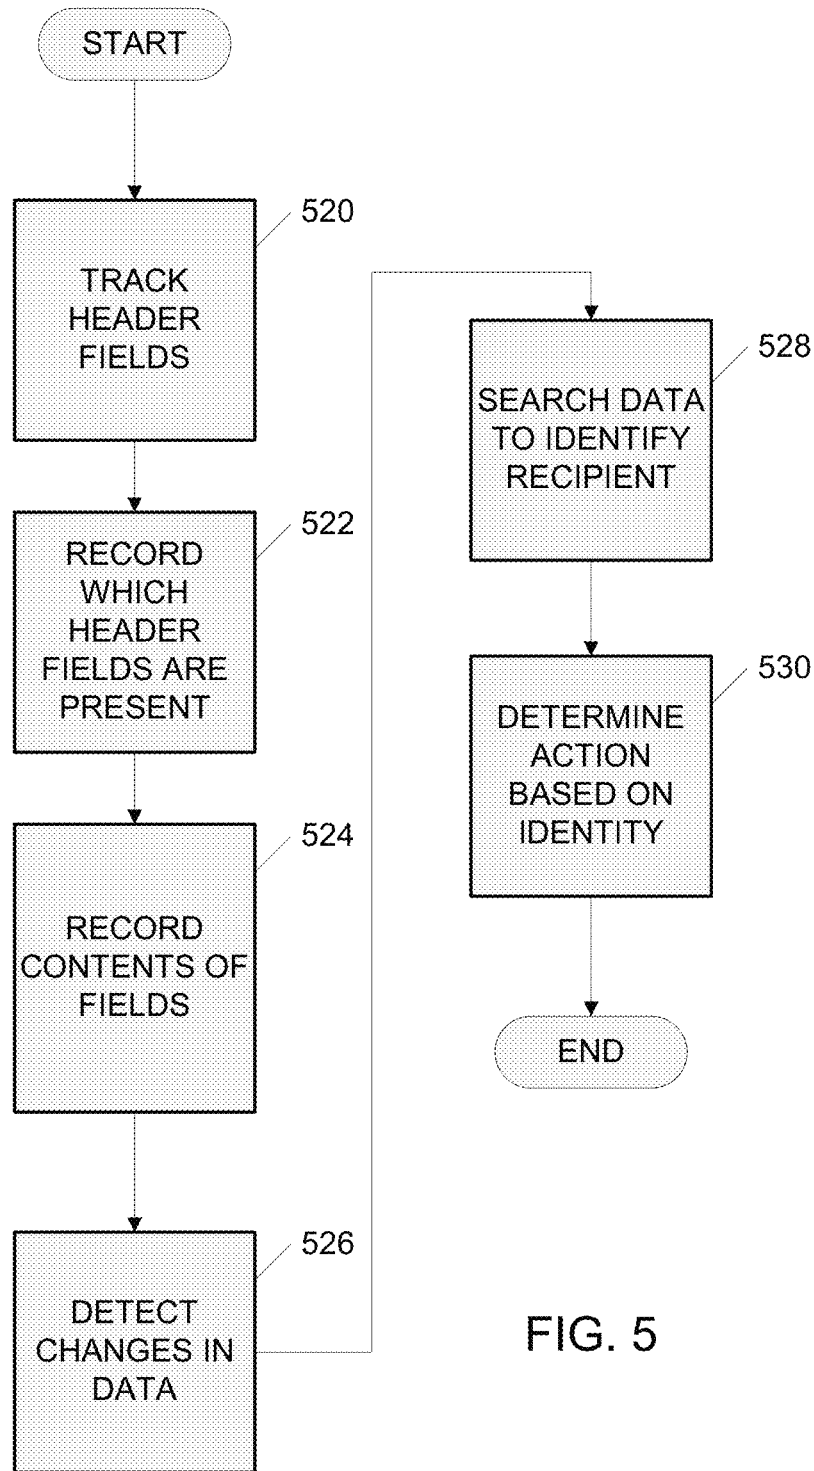 START
520
TRACK
HEADER
FIELDS
522
RECORD
WHICH
HEADER
FIELDS ARE
PRESENT
524
RECORD
CONTENTS OF
FIELDS
526
DETECT
CHANGES IN
DATA
528
SEARCH DATA
TO IDENTIFY
RECIPIENT
530
DETERMINE
ACTION
BASED ON
IDENTITY
END
FIG. 5